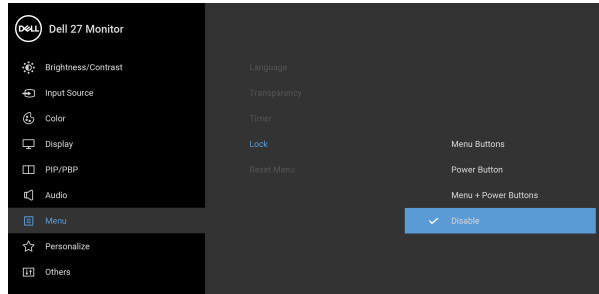 DELL
Dell 27 Monitor
Brightness/Contrast
Input Source
Color
Display
PIP/PBP
Audio
Menu
Personalize
Others
Language
Transparency
Timer
Lock
Reset Menu
Menu Buttons
Power Button
Menu + Power Buttons
Disable